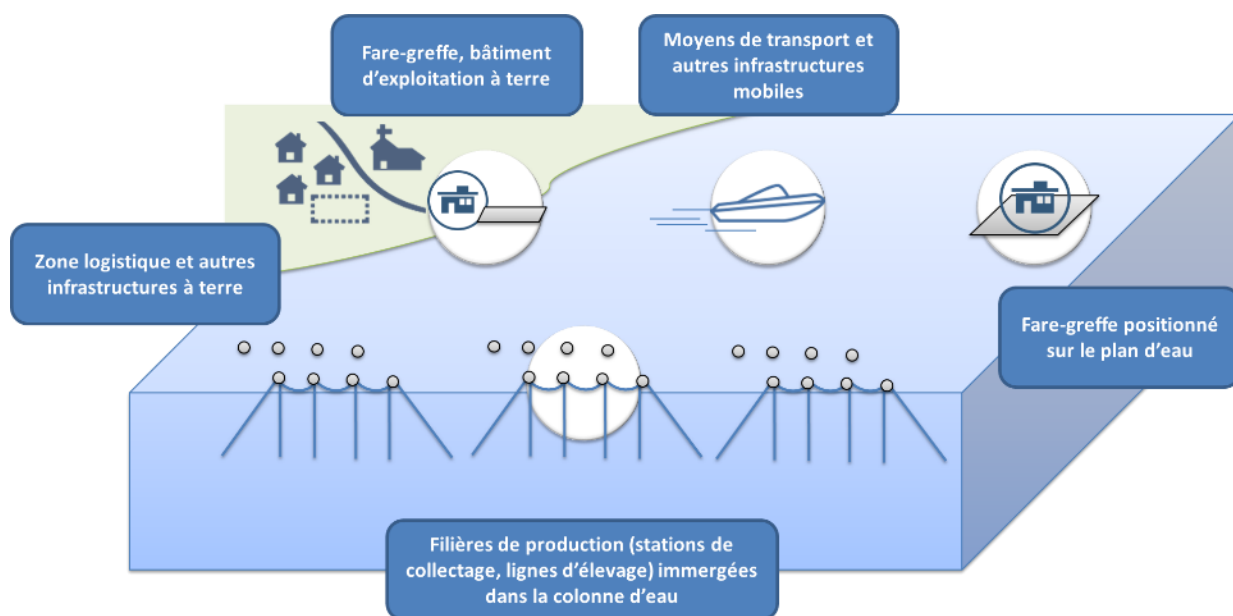 Fare-greffe, bâtiment
d’exploitation à terre
Moyens de transport et
autres infrastructures
mobiles
Zone logistique et autres
infrastructures à terre
Fare-greffe positionné
sur le plan d’eau
Filières de production (stations de
collectage, lignes d’élevage) immergées
dans la colonne d’eau